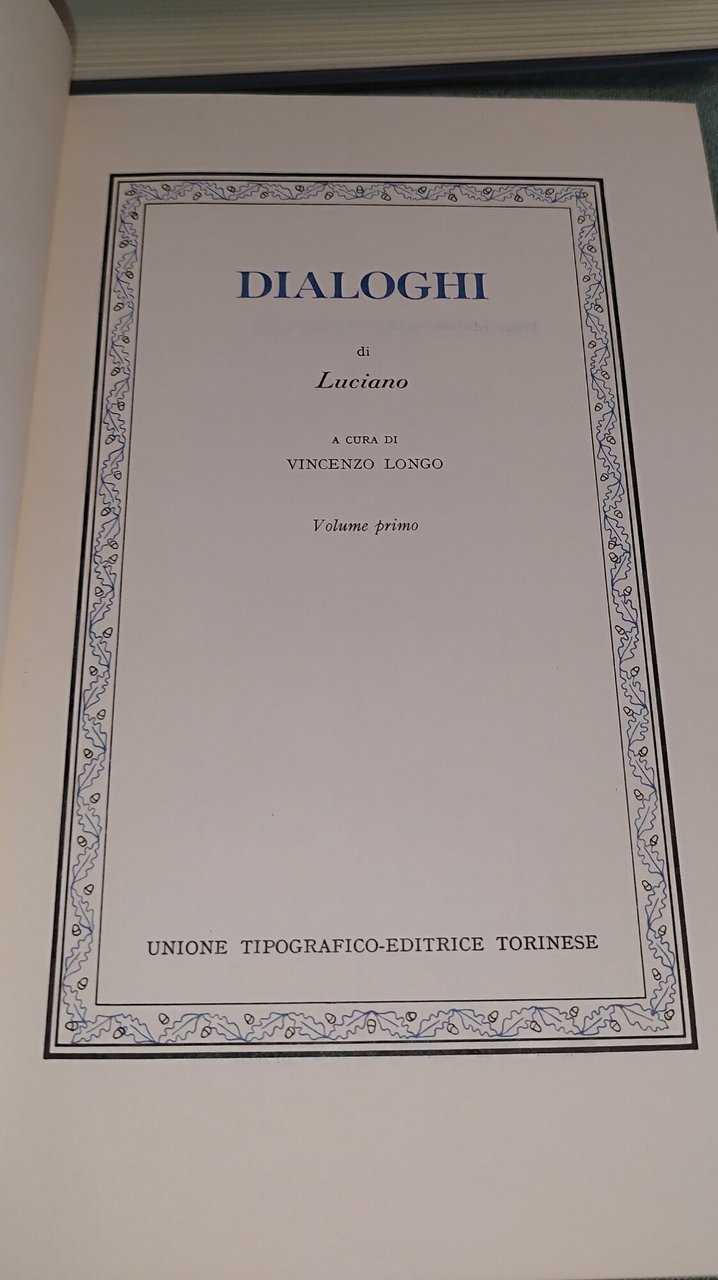 DIALOGHI
di
Luciano
A CURA DI
VINCENZO LONGO
Volume primo
UNIONE TIPOGRAFICO-EDITRICE TORINESE